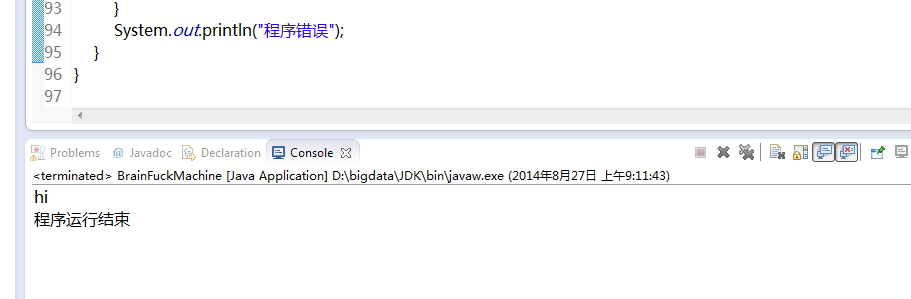 93 }
94 System.out.println("程序错误");
95 }
96 }
97
Problems @ Javadoc Declaration Console
<terminated> BrainFuckMachine [Java Application] D:\bigdata\JDK\bin\javaw.exe (2014年8月27日 上午9:11:43)
hi
程序运行结束